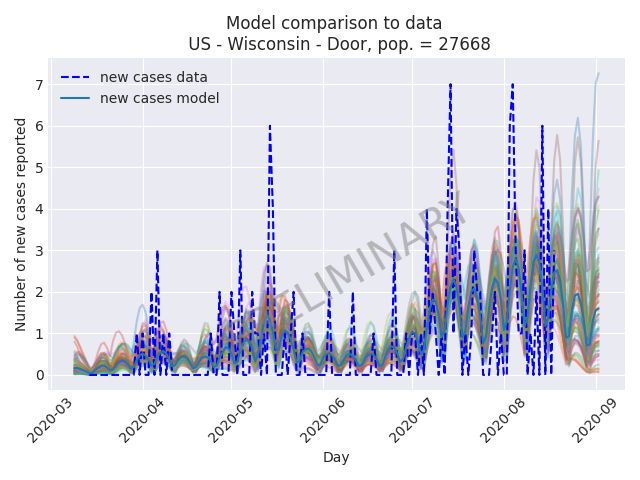 Model comparison to data
US - Wisconsin - Door, pop. = 27668
new cases data
new cases model
Number of new cases reported
7
6
5
4
3
2
1
0
2020-03
2020-04
2020-05
2020-06
2020-07
2020-08
2020-09
Day